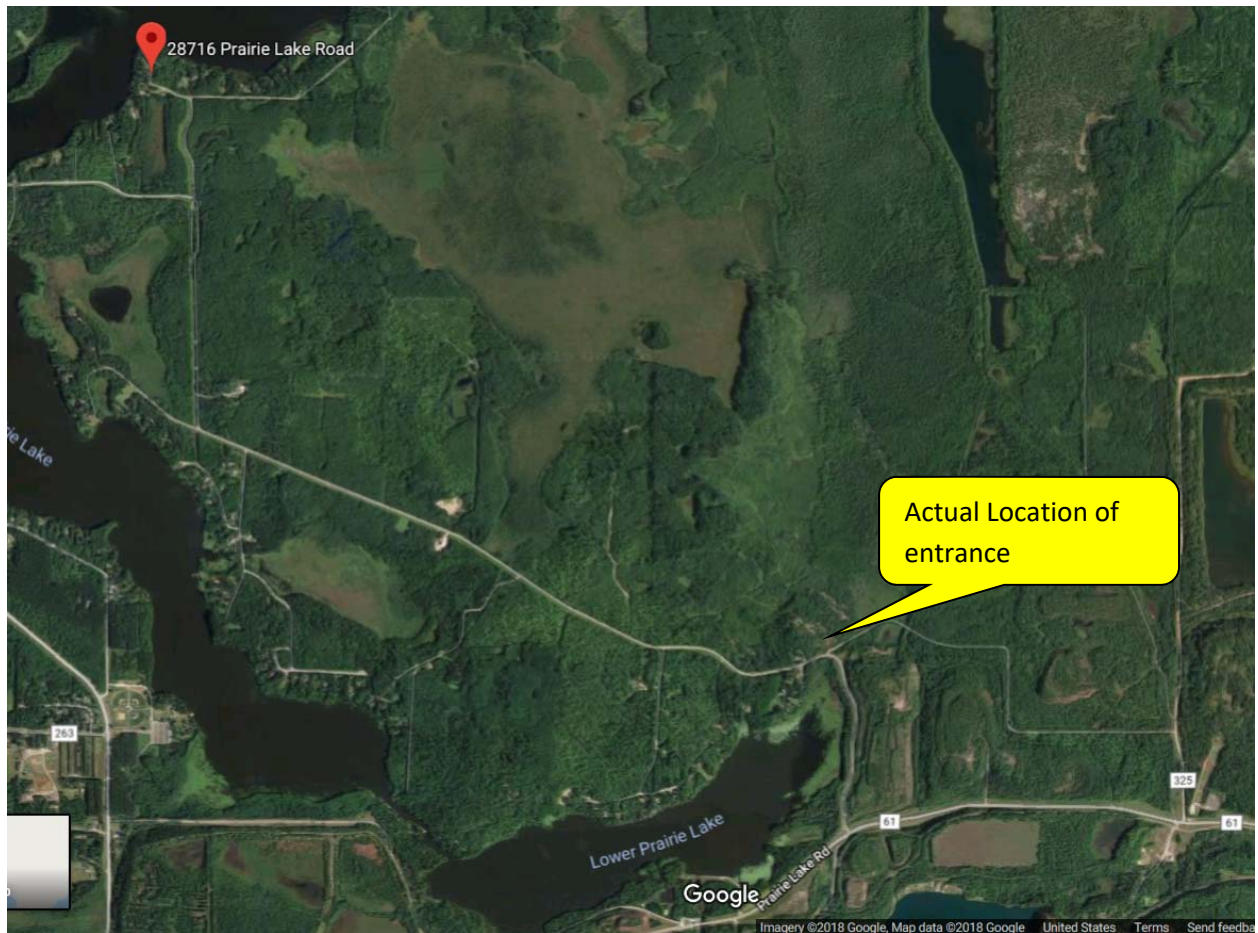 28716 Prairie Lake Road
rie Lake
Actual Location of
entrance
263
325
61
61
Lower Prairie Lake
Prairie Lake Rd
Google
Imagery ©2018 Google, Map data ©2018 Google United States Terms Send feedba